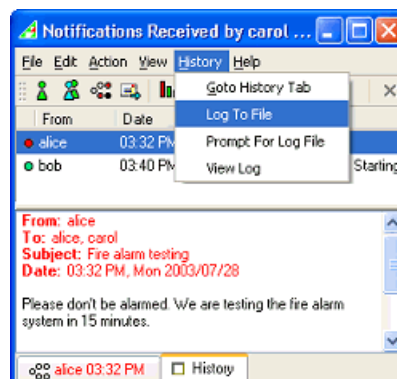 Notifications Received by carol ...
File Edit Action View History Help
Goto History Tab
Log To File
Prompt For Log File
View Log
From Date
alice 03:32 PM
bob 03:40 PM Starting
From: alice
To: alice, carol
Subject: Fire alarm testing
Date: 03:32 PM, Mon 2003/07/28
Please don't be alarmed. We are testing the fire alarm
system in 15 minutes.
alice 03:32 PM History